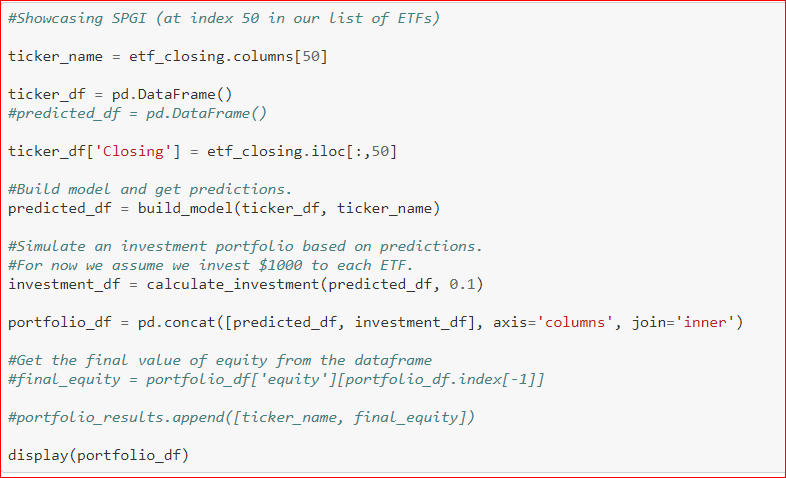 #Showcasing SPGI (at index 50 in our list of ETFs)
ticker_name = etf_closing.columns[50]
ticker_df = pd.DataFrame()
#predicted_df = pd.DataFrame()
ticker_df['Closing'] = etf_closing.iloc[:,50]
#Build model and get predictions.
predicted_df = build_model(ticker_df, ticker_name)
#Simulate an investment portfolio based on predictions.
#For now we assume we invest $1000 to each ETF.
investment_df = calculate_investment(predicted_df, 0.1)
portfolio_df = pd.concat([predicted_df, investment_df], axis='columns', join='inner')
#Get the final value of equity from the dataframe
#final_equity = portfolio_df['equity'][portfolio_df.index[-1]]
#portfolio_results.append([ticker_name, final_equity])
display(portfolio_df)